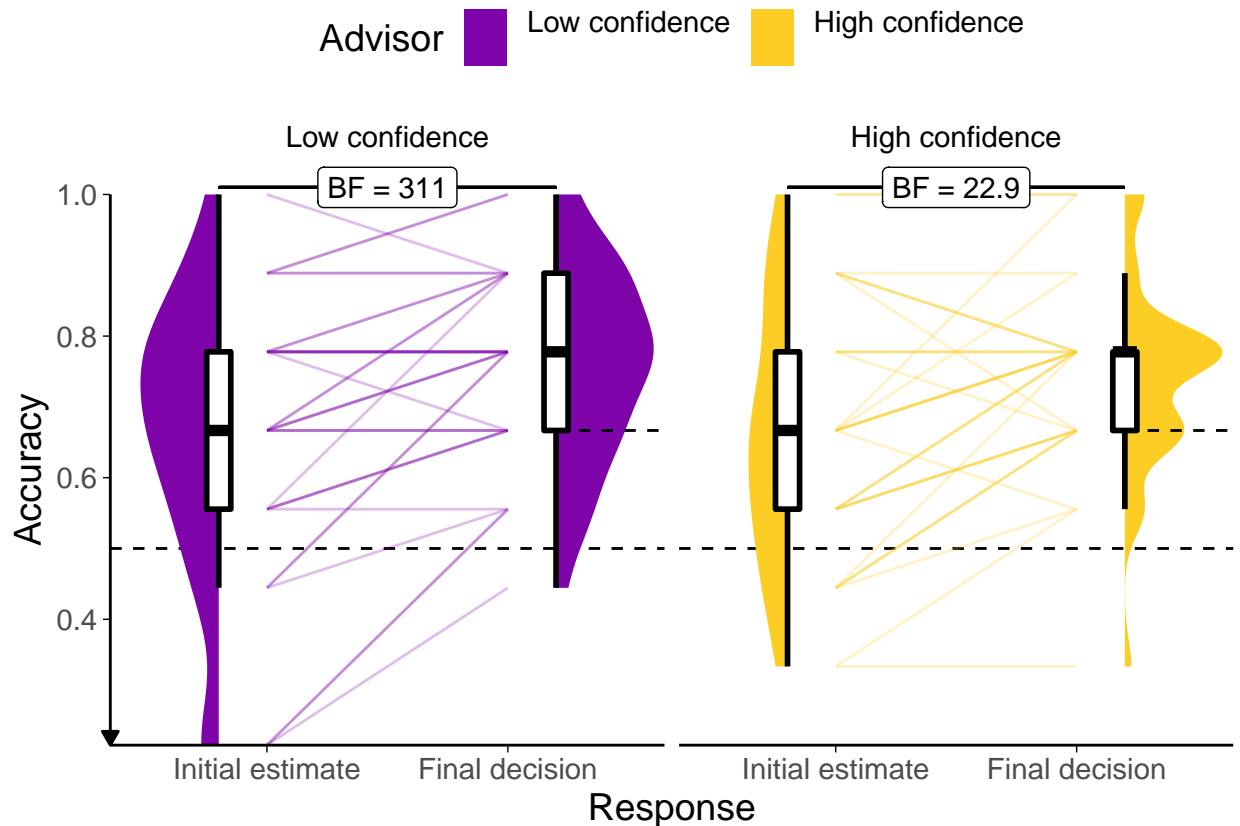 Advisor Low confidence High confidence
Low confidence High confidence
BF = 311 BF = 22.9
1.0
0.8
0.6
0.4
Accuracy
Initial estimate Final decision Initial estimate Final decision
Response